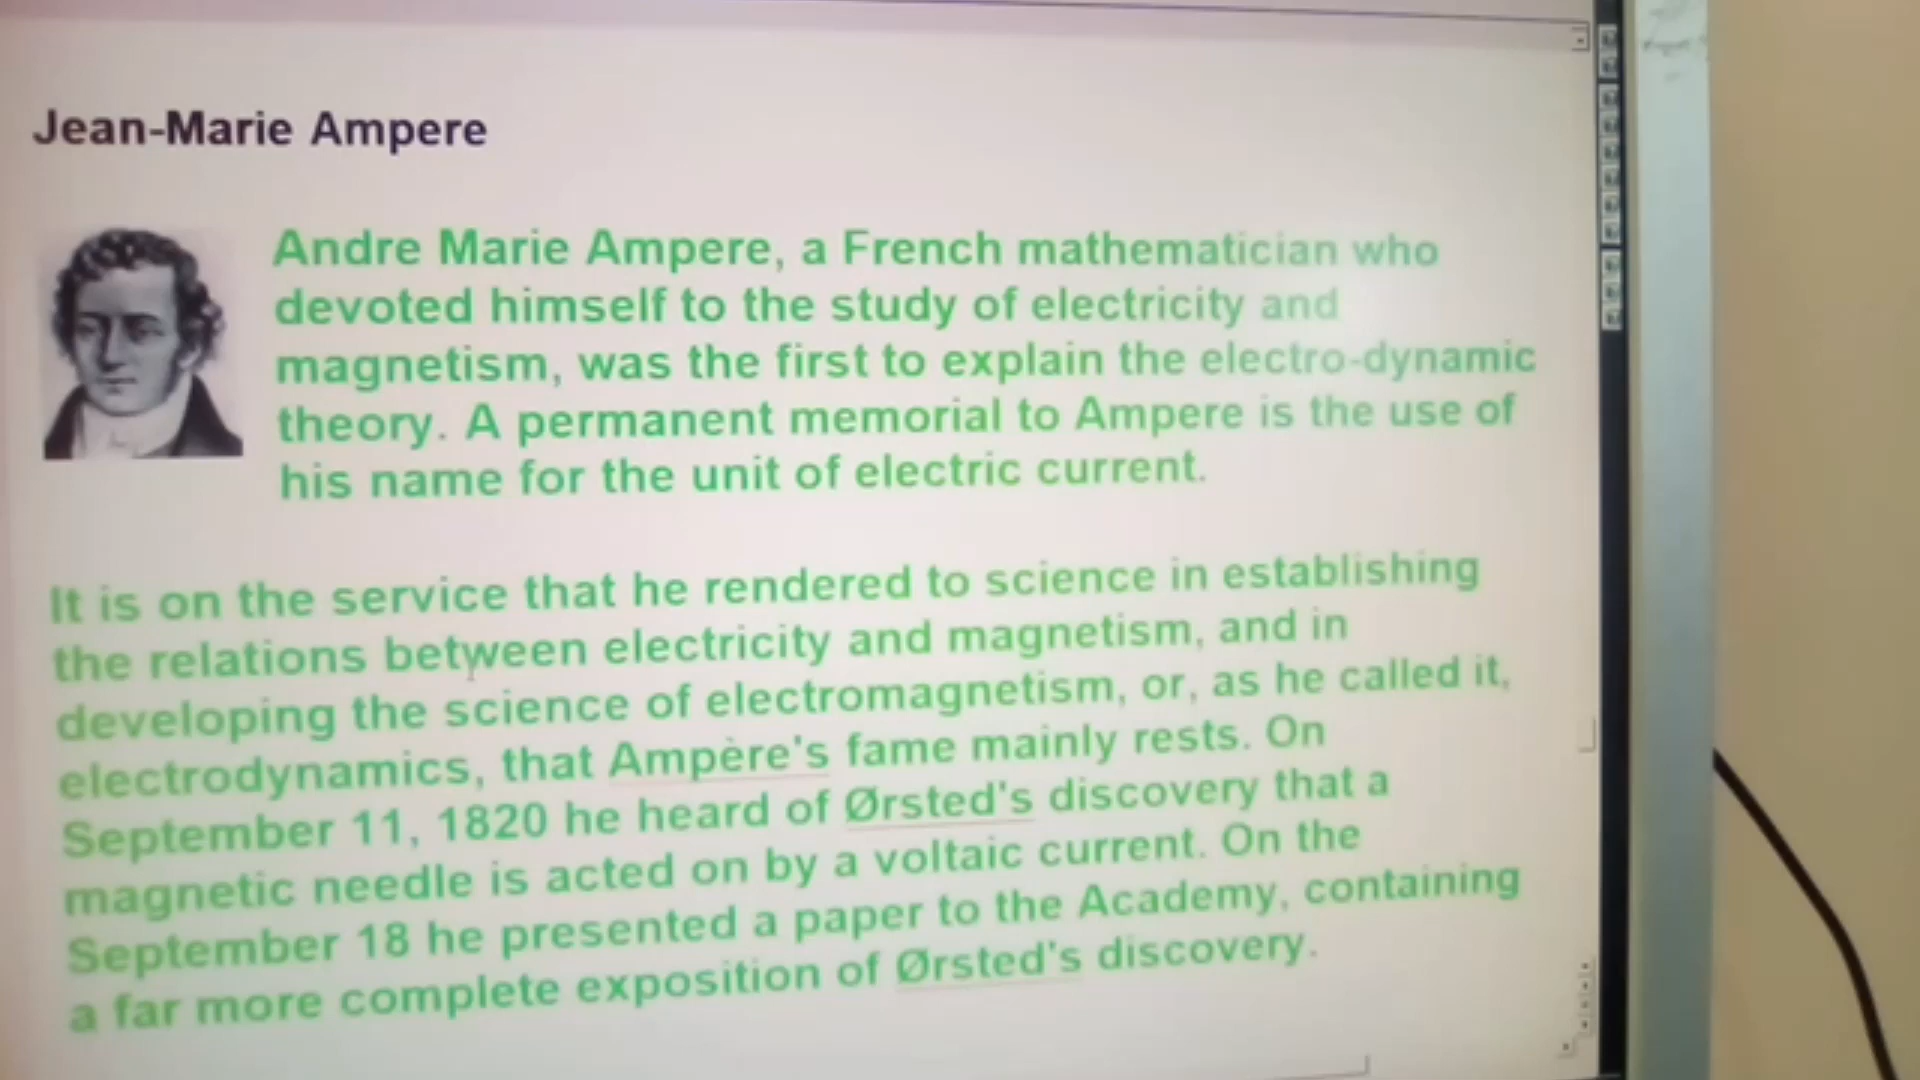 Jean-Marie Ampere
Andre Marie Ampere, a French mathematician who
devoted himself to the study of electricity and
magnetism, was the first to explain the electro-dynamic
theory. A permanent memorial to Ampere is the use of
his name for the unit of electric current.
It is on the service that he rendered to science in establishing
the relations between electricity and magnetism, and in
developing the science of electromagnetism, or, as he called it,
electrodynamics, that Ampère's fame mainly rests. On
September 11, 1820 he heard of Ørsted's discovery that a
magnetic needle is acted on by a voltaic current. On the
September 18 he presented a paper to the Academy, containing
a far more complete exposition of Ørsted's discovery.